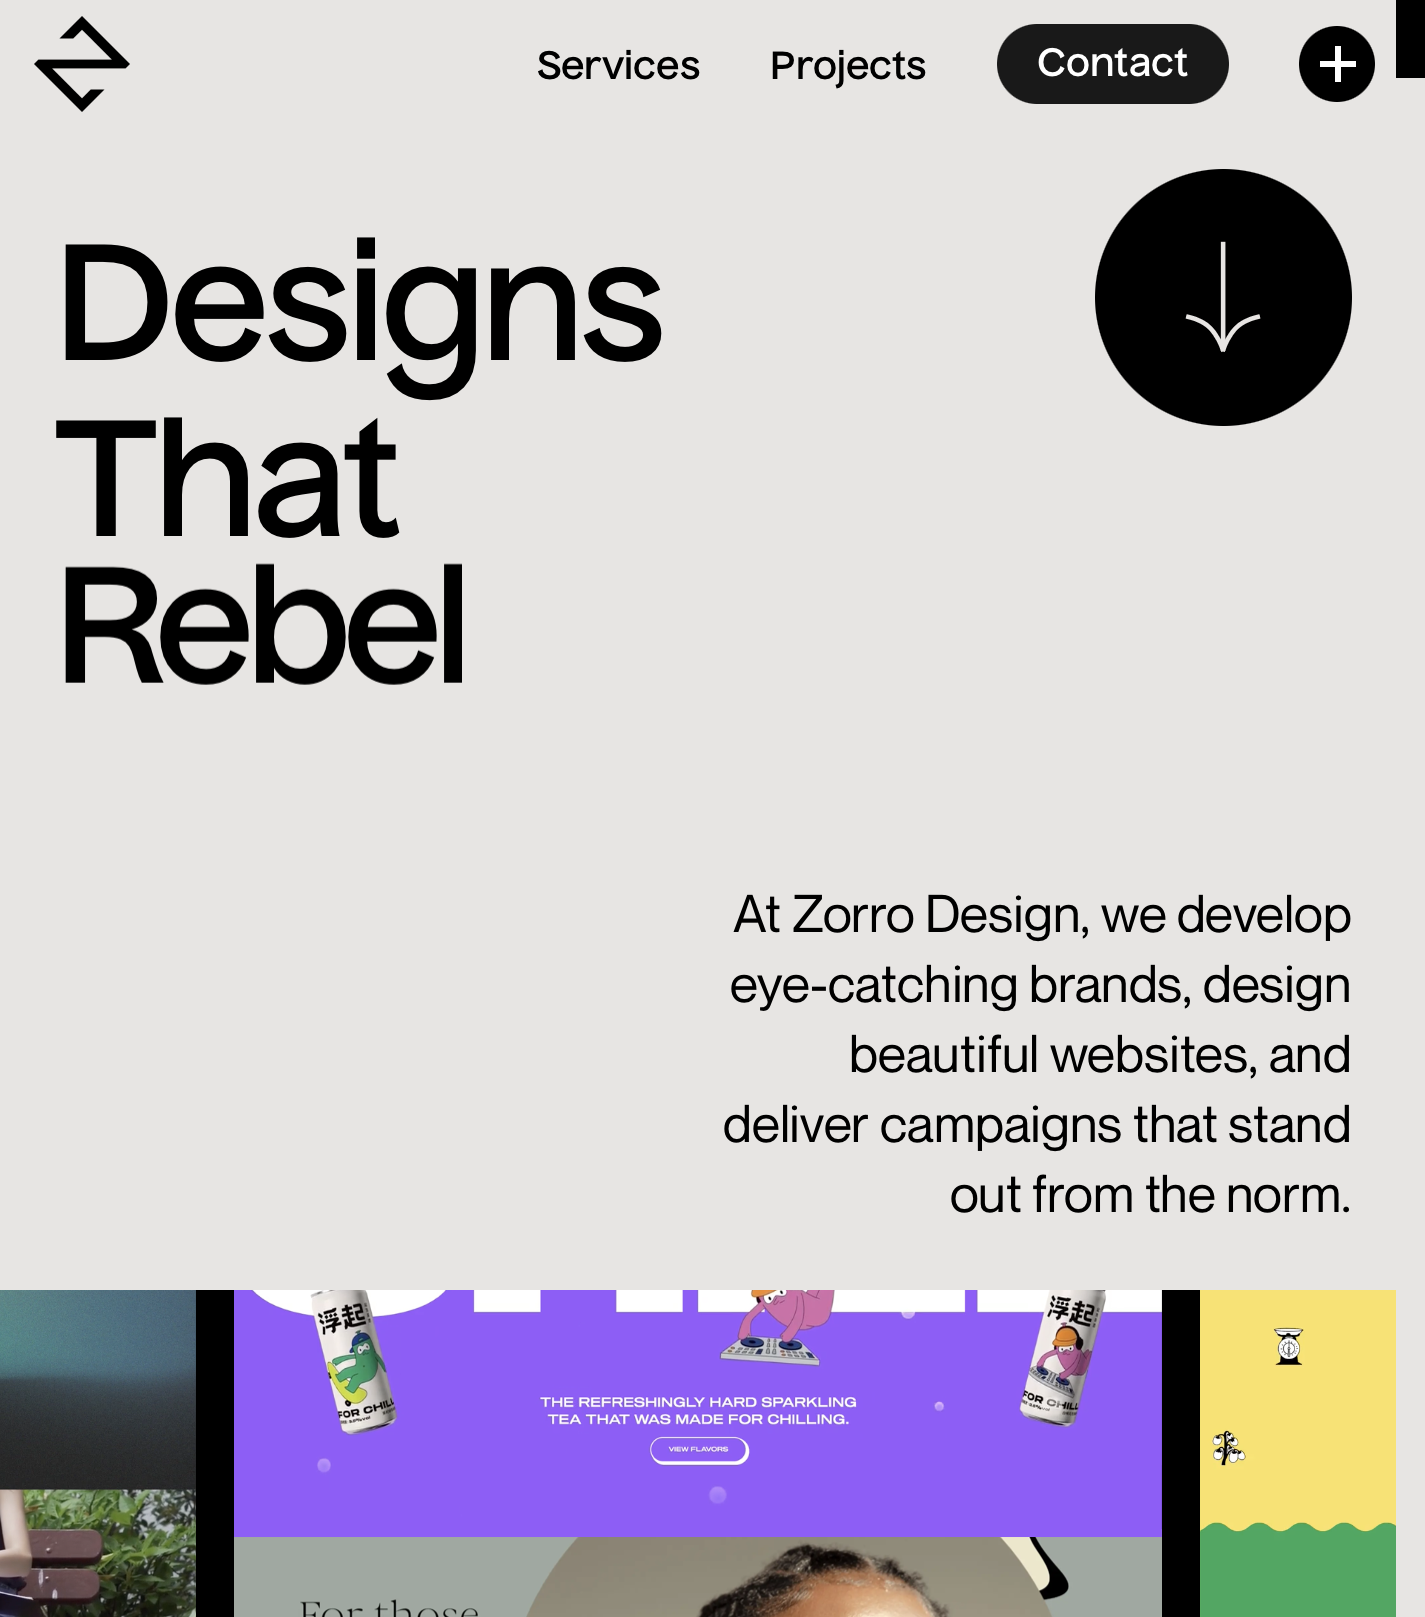 Services Projects Contact
Designs
That
Rebel
At Zorro Design, we develop
eye-catching brands, design
beautiful websites, and
deliver campaigns that stand
out from the norm.
浮起
FOR CHILL
浮起
FOR CHILL
THE REFRESHINGLY HARD SPARKLING
TEA THAT WAS MADE FOR CHILLING.
VIEW FLAVORS
For those